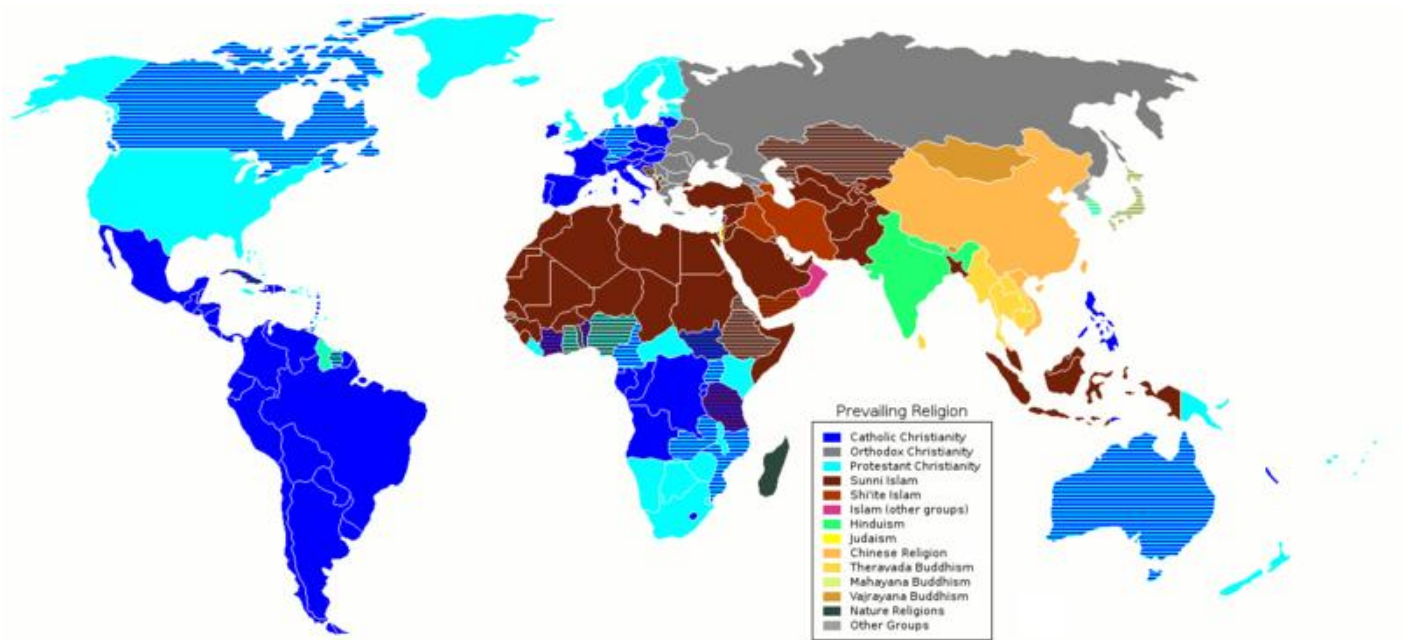 Prevailing Religion
Catholic Christianity
Orthodox Christianity
Protestant Christianity
Sunni Islam
Shi'ite Islam
Islam (other groups)
Hinduism
Judaism
Chinese Religion
Theravada Buddhism
Mahayana Buddhism
Vajrayana Buddhism
Nature Religions
Other Groups